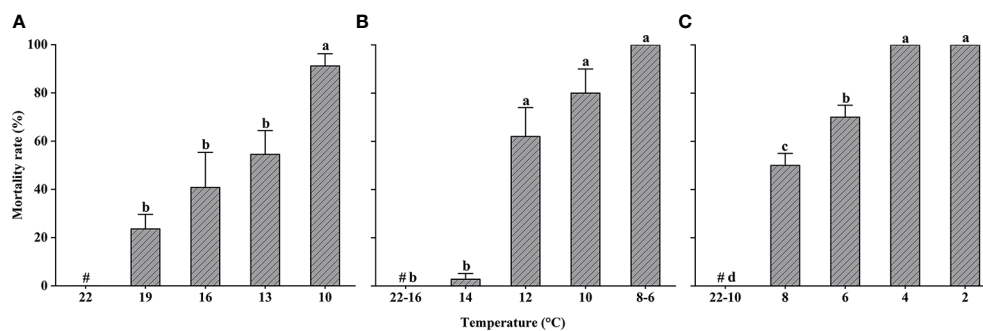 A
B
C
Mortality rate (%)
100
80
60
40
20
0
# b b b a
22 19 16 13 10
# b b a a a
22-16 14 12 10 8-6
# d c b a a
22-10 8 6 4 2
Temperature (°C)